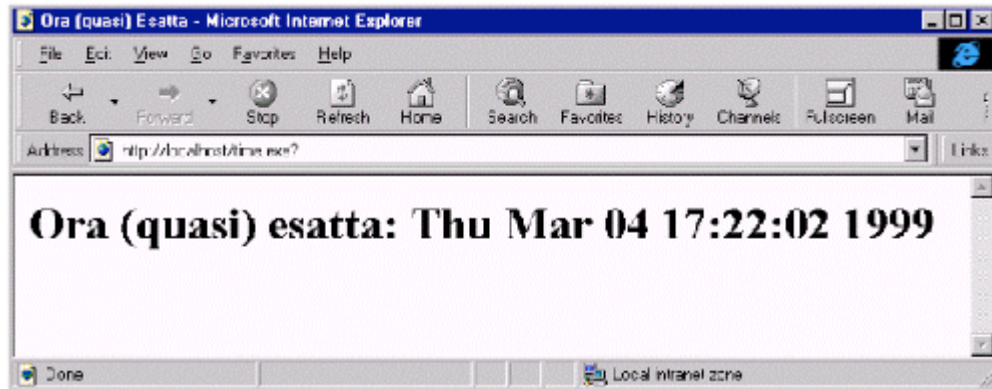 Ora (quasi) Esatta - Microsoft Internet Explorer
File Edit View Go Favorites Help
Back Forward Stop Refresh Home Search Favorites History Channels Fullscreen Mail
Address http://localhost/time.exe? Links
Ora (quasi) esatta: Thu Mar 04 17:22:02 1999
Done Local intranet zone